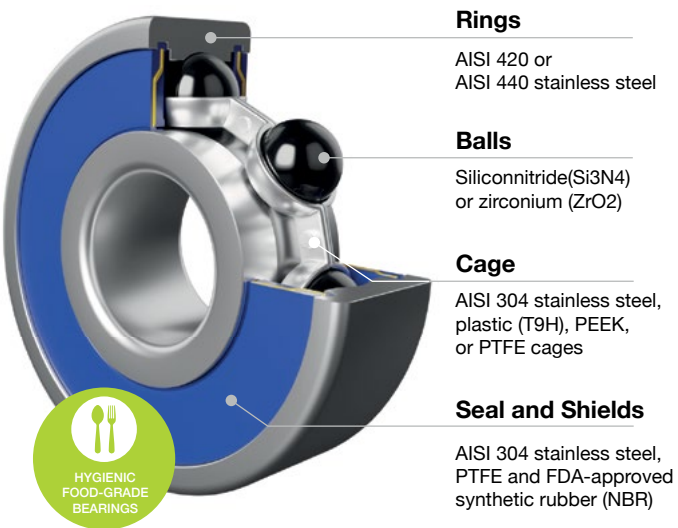 Rings
AISI 420 or
AISI 440 stainless steel
Balls
Siliconnitride(Si3N4)
or zirconium (ZrO2)
Cage
AISI 304 stainless steel,
plastic (T9H), PEEK,
or PTFE cages
Seal and Shields
AISI 304 stainless steel,
PTFE and FDA-approved
synthetic rubber (NBR)
HYGIENIC
FOOD-GRADE
BEARINGS